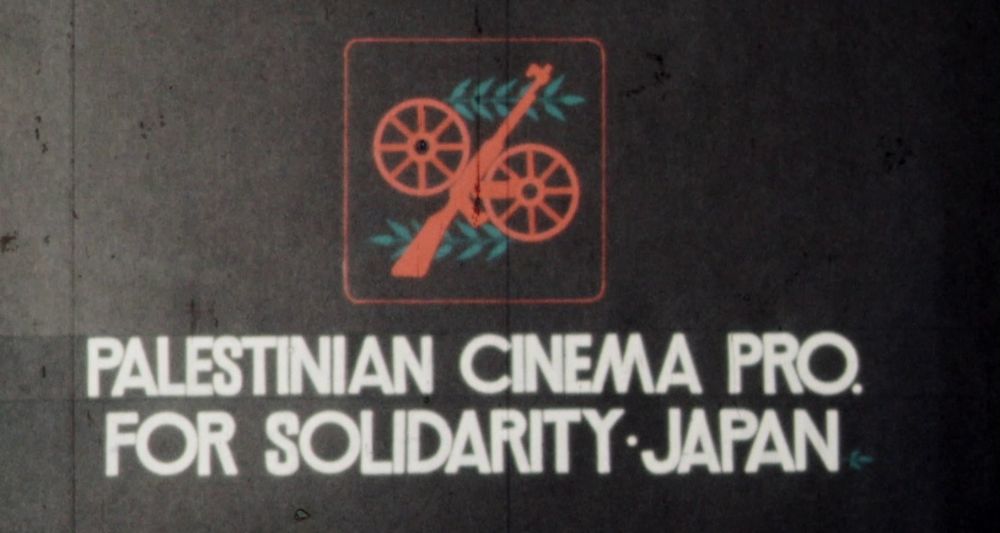 PALESTINIAN CINEMA PRO.
FOR SOLIDARITY·JAPAN